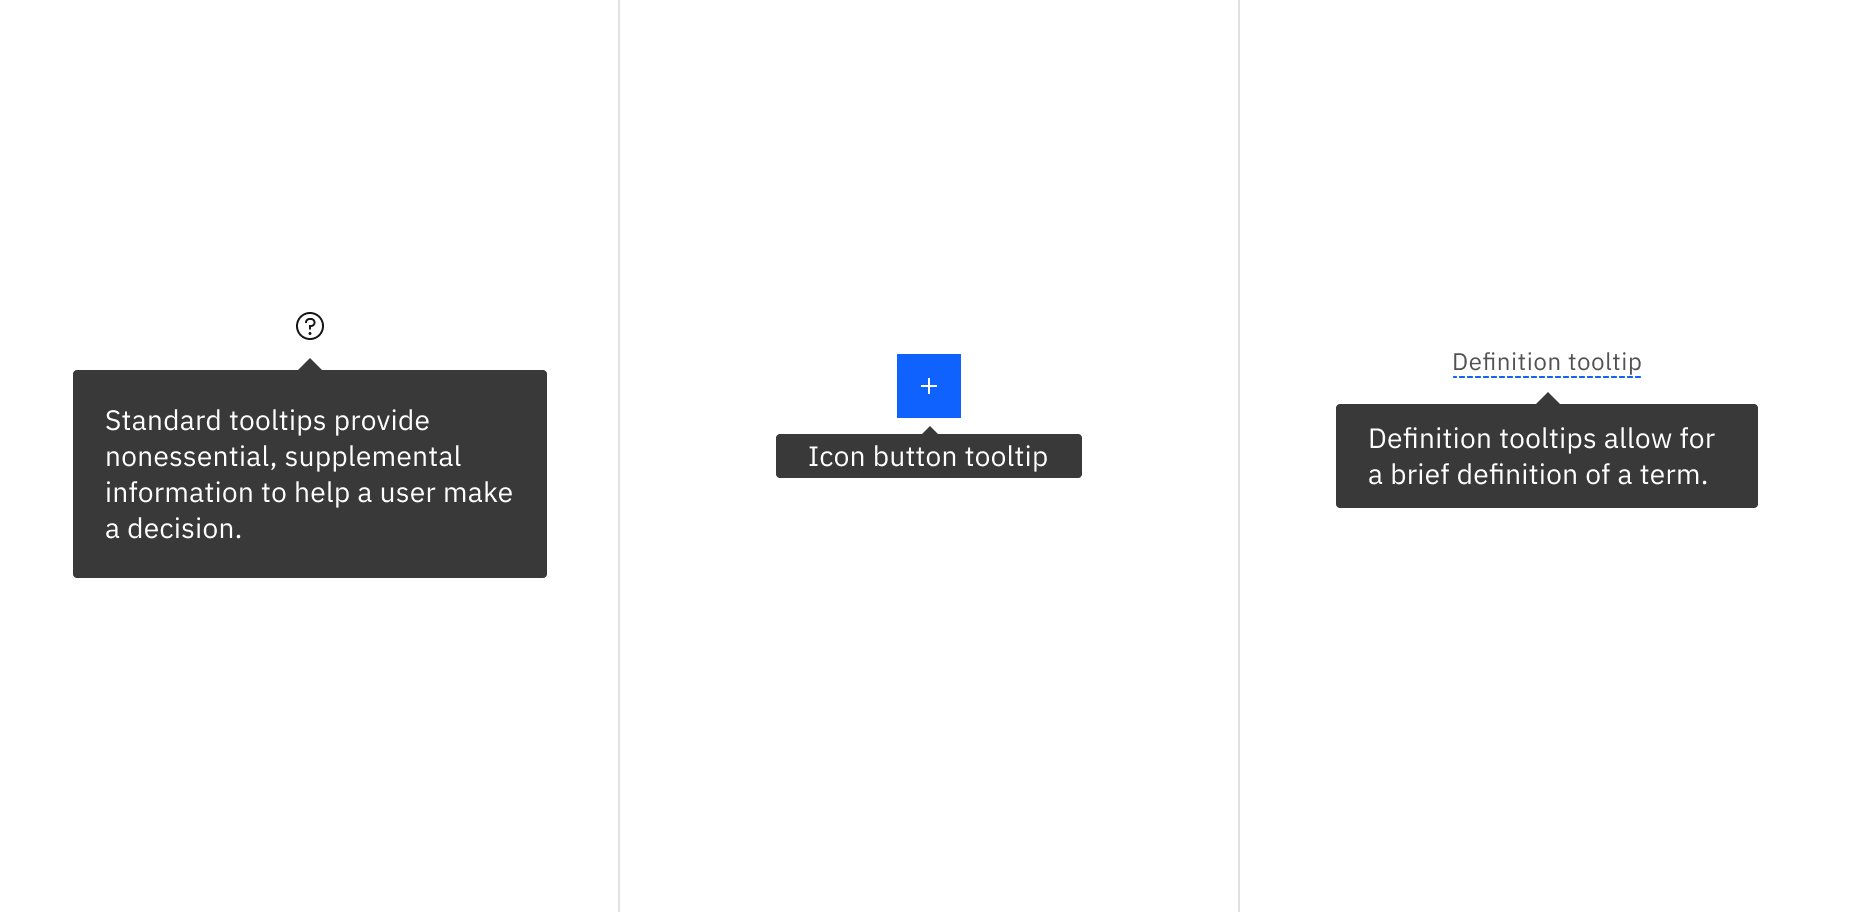 Standard tooltips provide
nonessential, supplemental
information to help a user make
a decision.
Icon button tooltip
Definition tooltip
Definition tooltips allow for
a brief definition of a term.